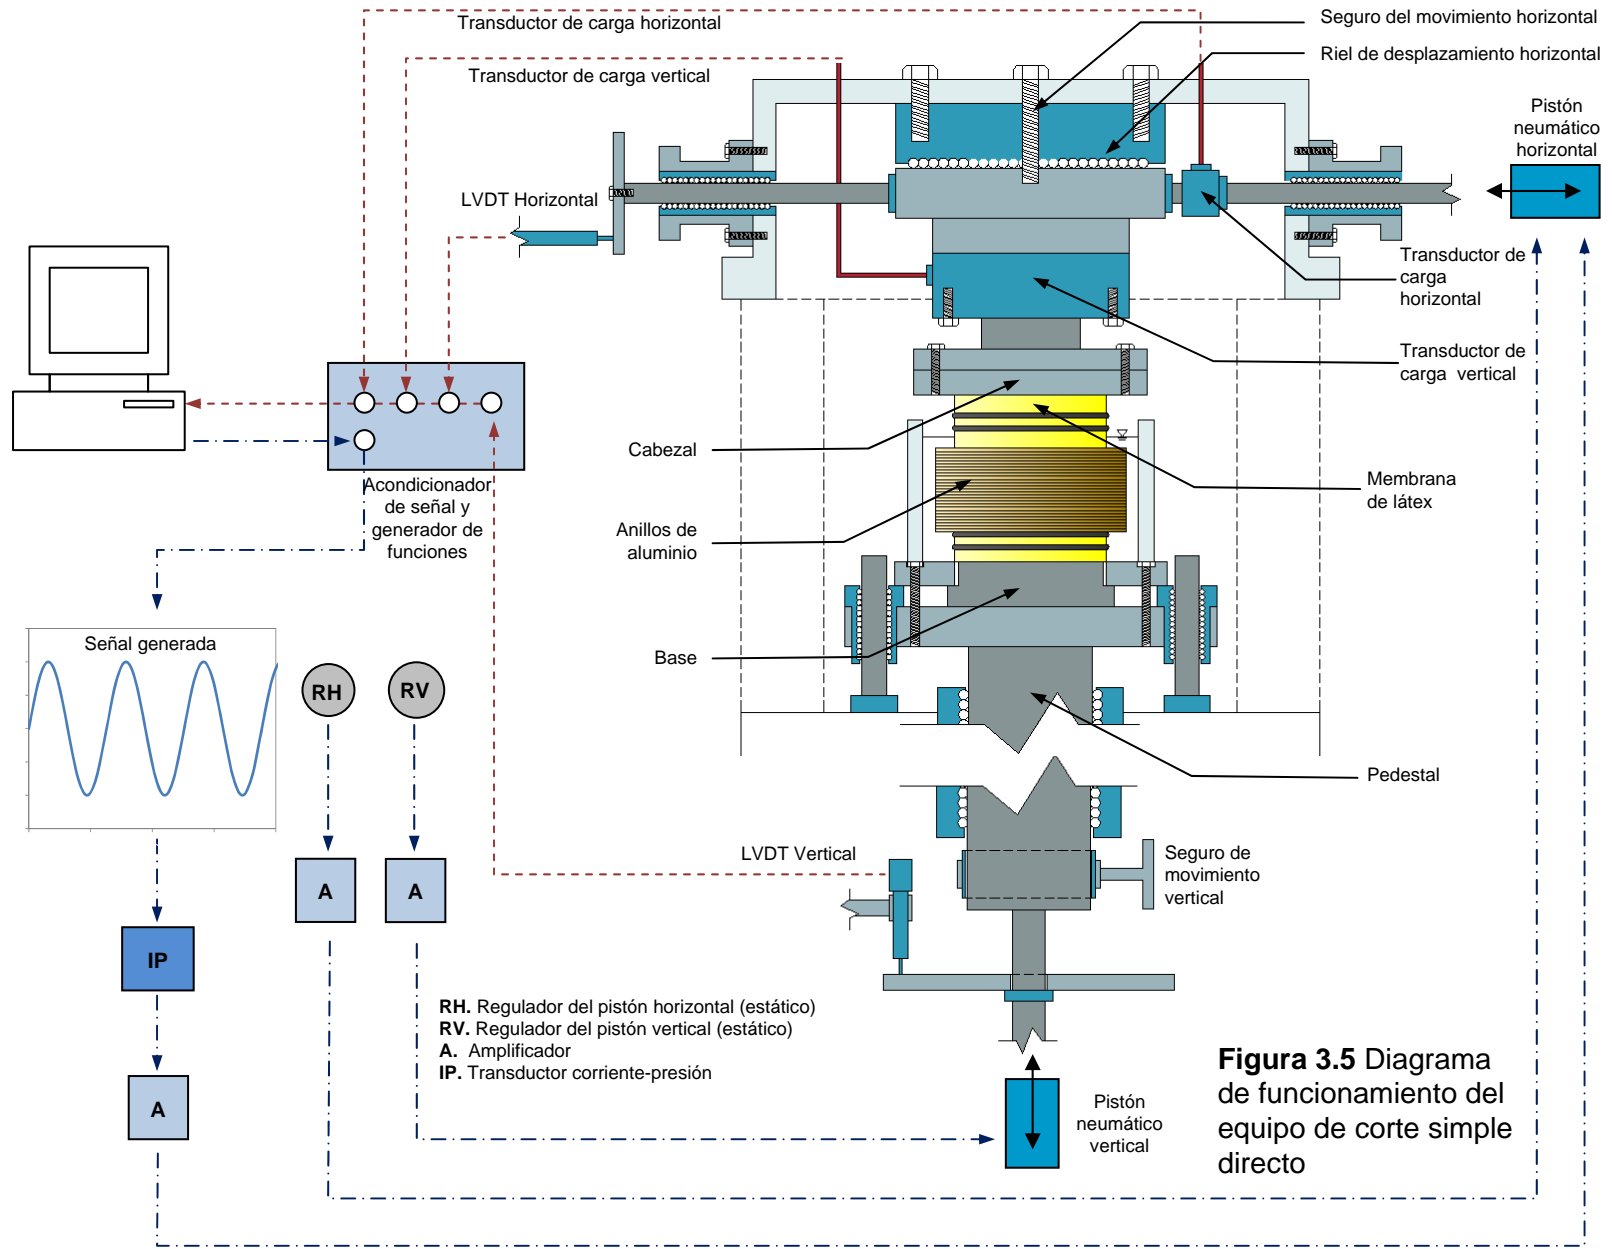 Transductor de carga horizontal
Seguro del movimiento horizontal
Riel de desplazamiento horizontal
Transductor de carga vertical
Pistón
neumático
horizontal
LVDT Horizontal
Transductor de
carga
horizontal
Transductor de
carga vertical
Cabezal
Membrana
de látex
Acondicionador
de señal y
generador de
funciones
Anillos de
aluminio
Señal generada
RH
RV
Base
Pedestal
LVDT Vertical
Seguro de
movimiento
vertical
A
A
IP
RH. Regulador del pistón horizontal (estático)
RV. Regulador del pistón vertical (estático)
A. Amplificador
IP. Transductor corriente-presión
A
Pistón
neumático
vertical
Figura 3.5 Diagrama
de funcionamiento del
equipo de corte simple
directo